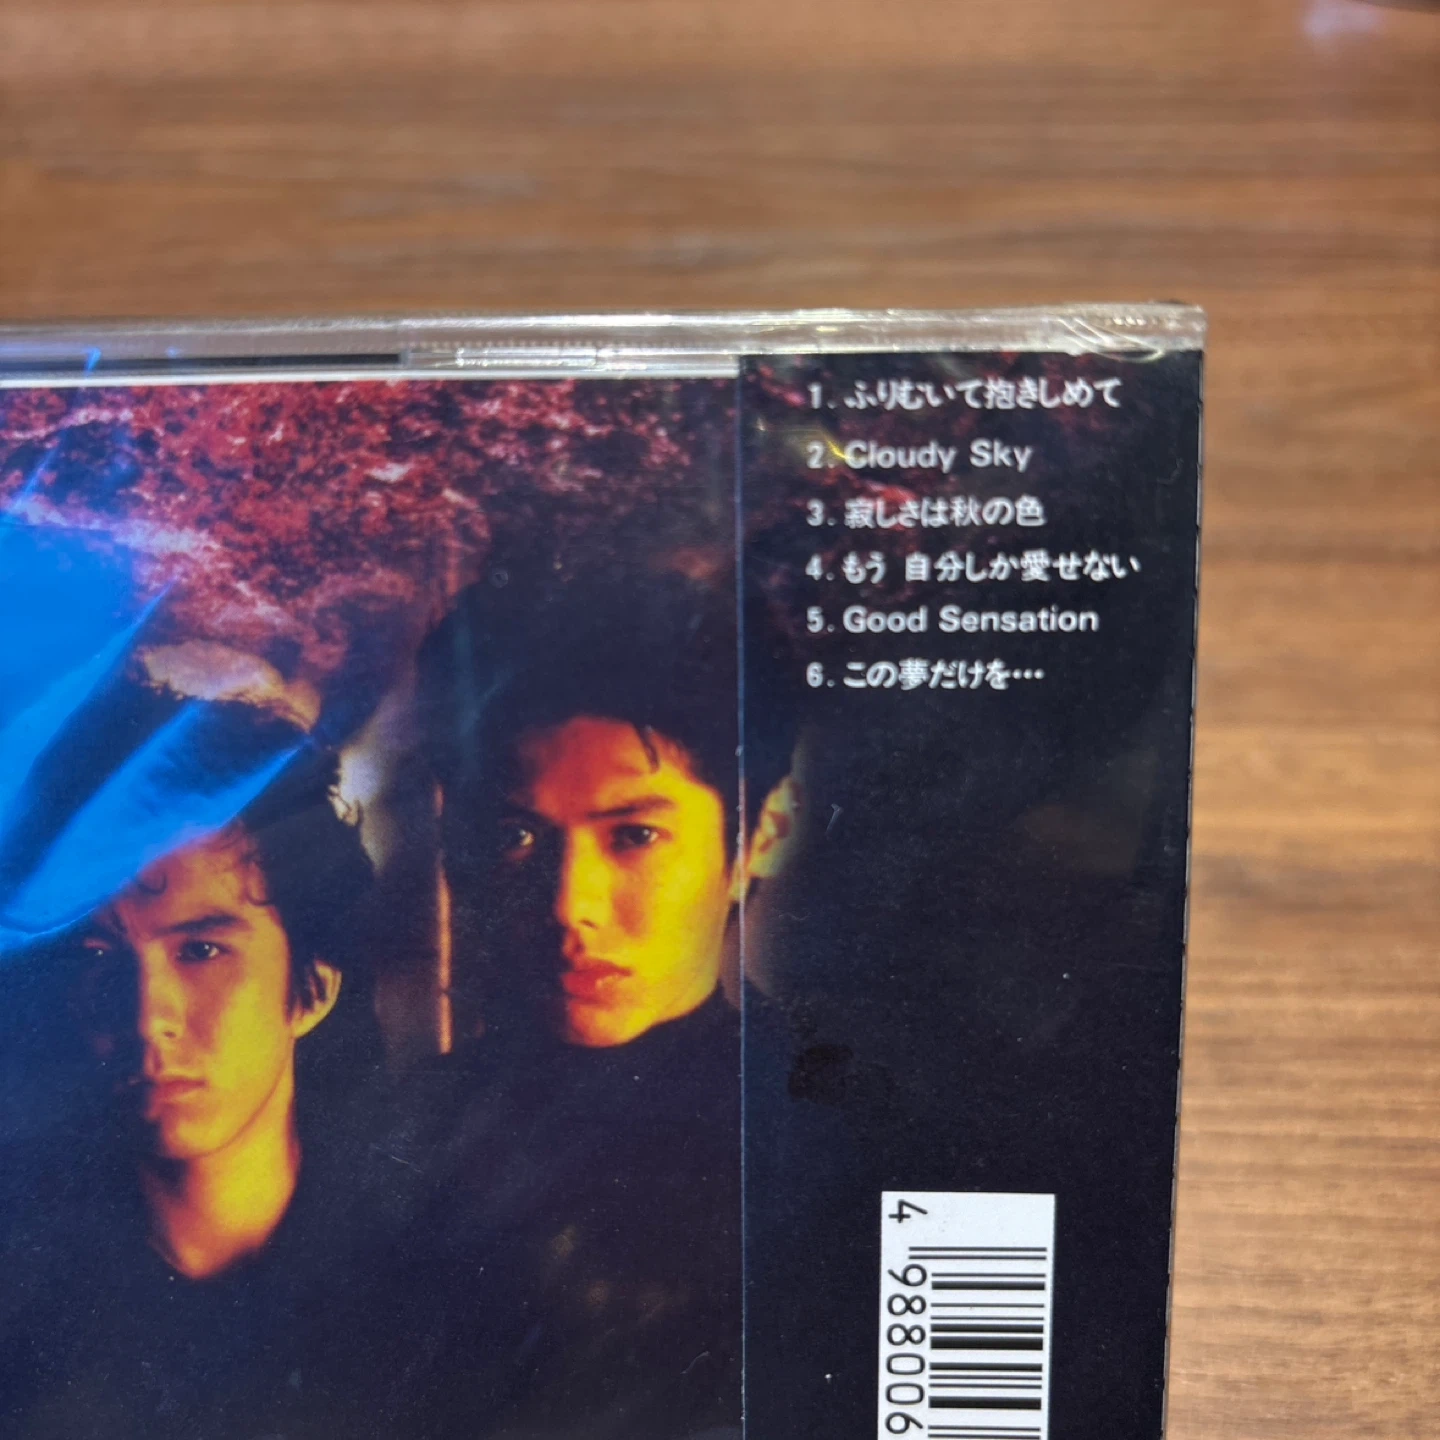 1. ふりむいて抱きしめて
2. Cloudy Sky
3. 寂しさは秋の色
4. もう 自分しか愛せない
5. Good Sensation
6. この夢だけを…
4 988006